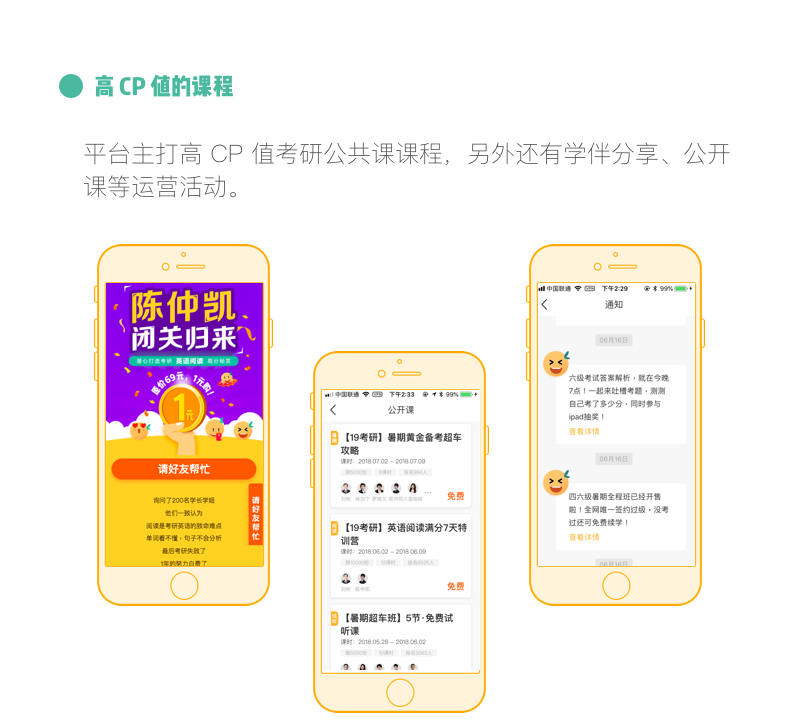 高 CP 值的课程
平台主打高 CP 值考研公共课课程，另外还有学伴分享、公开
课等运营活动。
陈仲凯
闭关归来
英语阅读
原价69元，1元购！
1元
请好友帮忙
询问了200名学长学姐
他们一致认为
阅读是考研英语的致命难点
单词看不懂，句子不会分析
最后考研失败了
1年的努力白费了
请好友帮忙
中国联通
下午2:33
99%
公开课
【19考研】暑期黄金备考超车
攻略
课时：2018.07.02 ~ 2018.07.09
免费
【19考研】英语阅读满分7天特
训营
课时：2018.06.02 ~ 2018.06.09
免费
【暑期超车班】5节·免费试
听课
课时：2018.05.28 ~ 2018.06.02
中国联通
下午2:29
99%
通知
06月16日
六级考试答案解析，就在今晚
7点！一起来吐槽考题，测测
自己考了多少分，同时参与
ipad抽奖！
查看详情
06月16日
四六级暑期全程班已经开售
啦！全网唯一签约过级，没考
过还可免费续学！
查看详情
06月16日